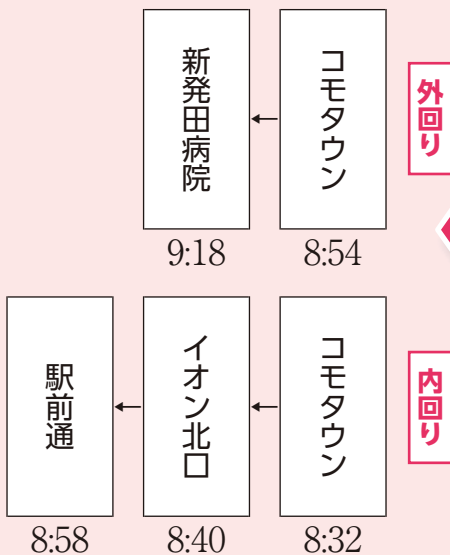 外回り
コモタウン
8:54
←
新発田病院
9:18
内回り
コモタウン
8:32
←
イオン北口
8:40
←
駅前通
8:58